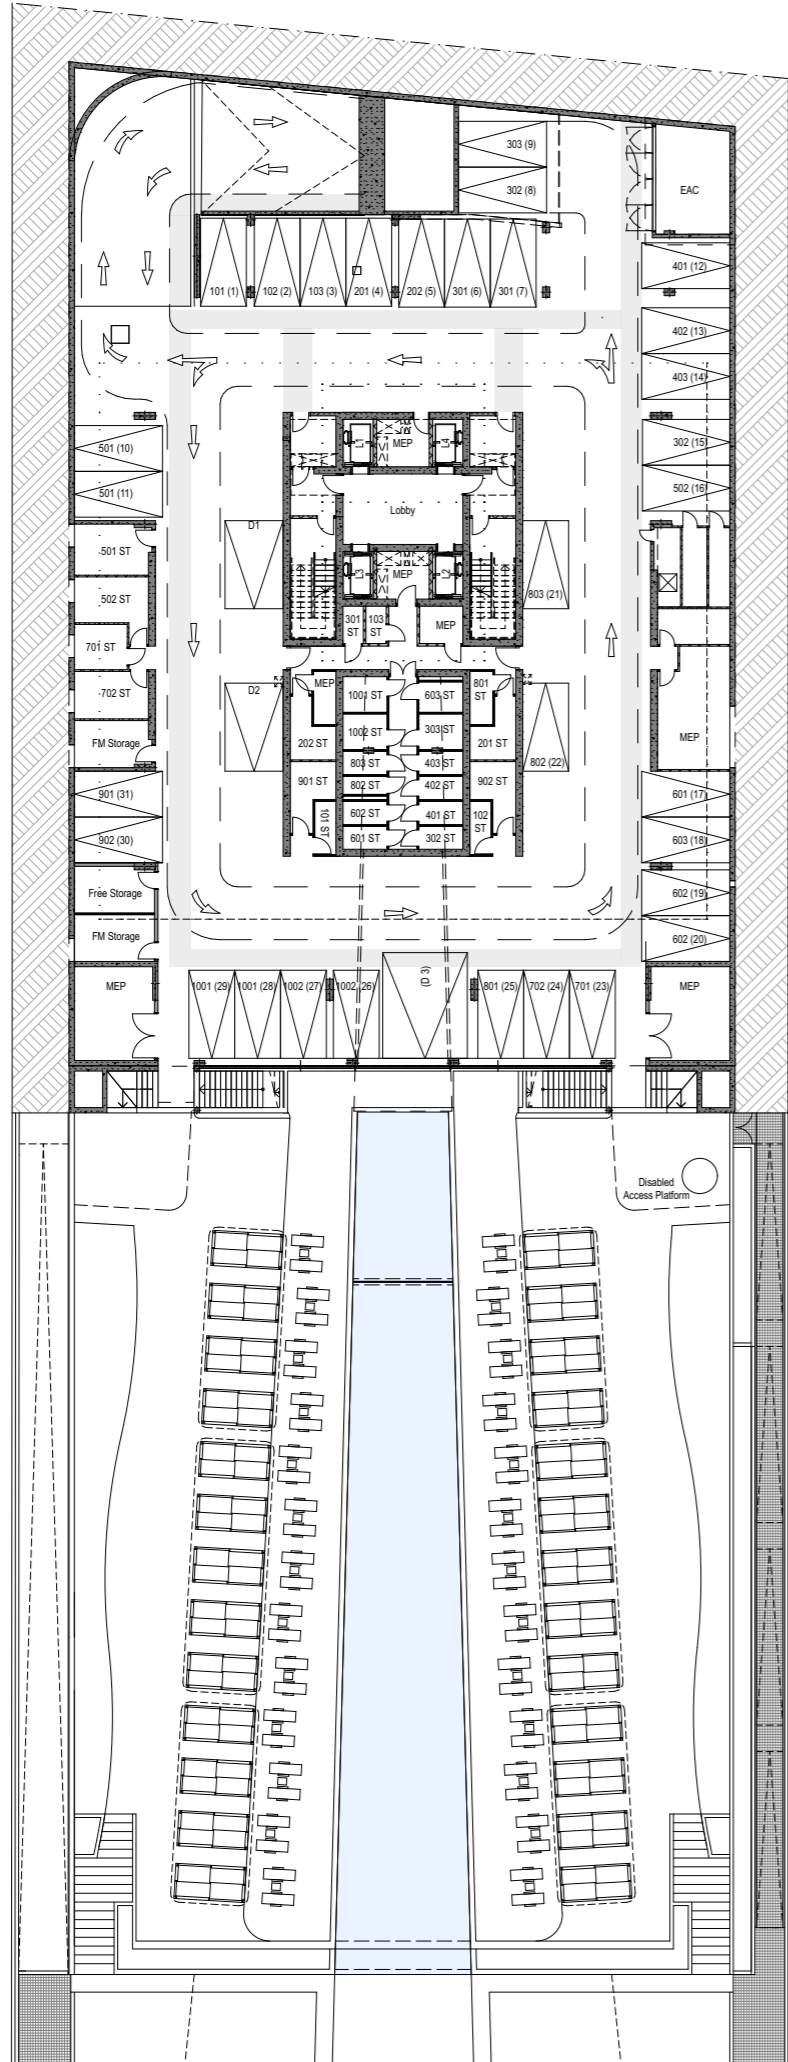 303 (9)
302 (8)
EAC
401 (12)
101 (1)
102 (2)
103 (3)
201 (4)
202 (5)
301 (6)
301 (7)
402 (13)
403 (14)
501 (10)
501 (11)
L1
MEP
L4
302 (15)
502 (16)
Lobby
D1
L3
MEP
L2
803 (21)
501 ST
502 ST
701 ST
702 ST
FM Storage
301
ST
103
ST
MEP
D2
MEP
1001 ST
603 ST
801
ST
1002 ST
303 ST
202 ST
201 ST
803 ST
403 ST
802 (22)
MEP
901 ST
802 ST
402 ST
902 ST
602 ST
401 ST
101 ST
102
ST
601 ST
302 ST
901 (31)
902 (30)
601 (17)
603 (18)
Free Storage
FM Storage
602 (19)
602 (20)
MEP
1001 (29)
1001 (28)
1002 (27)
1002 (26)
(D 3)
801 (25)
702 (24)
701 (23)
MEP
Disabled
Access Platform